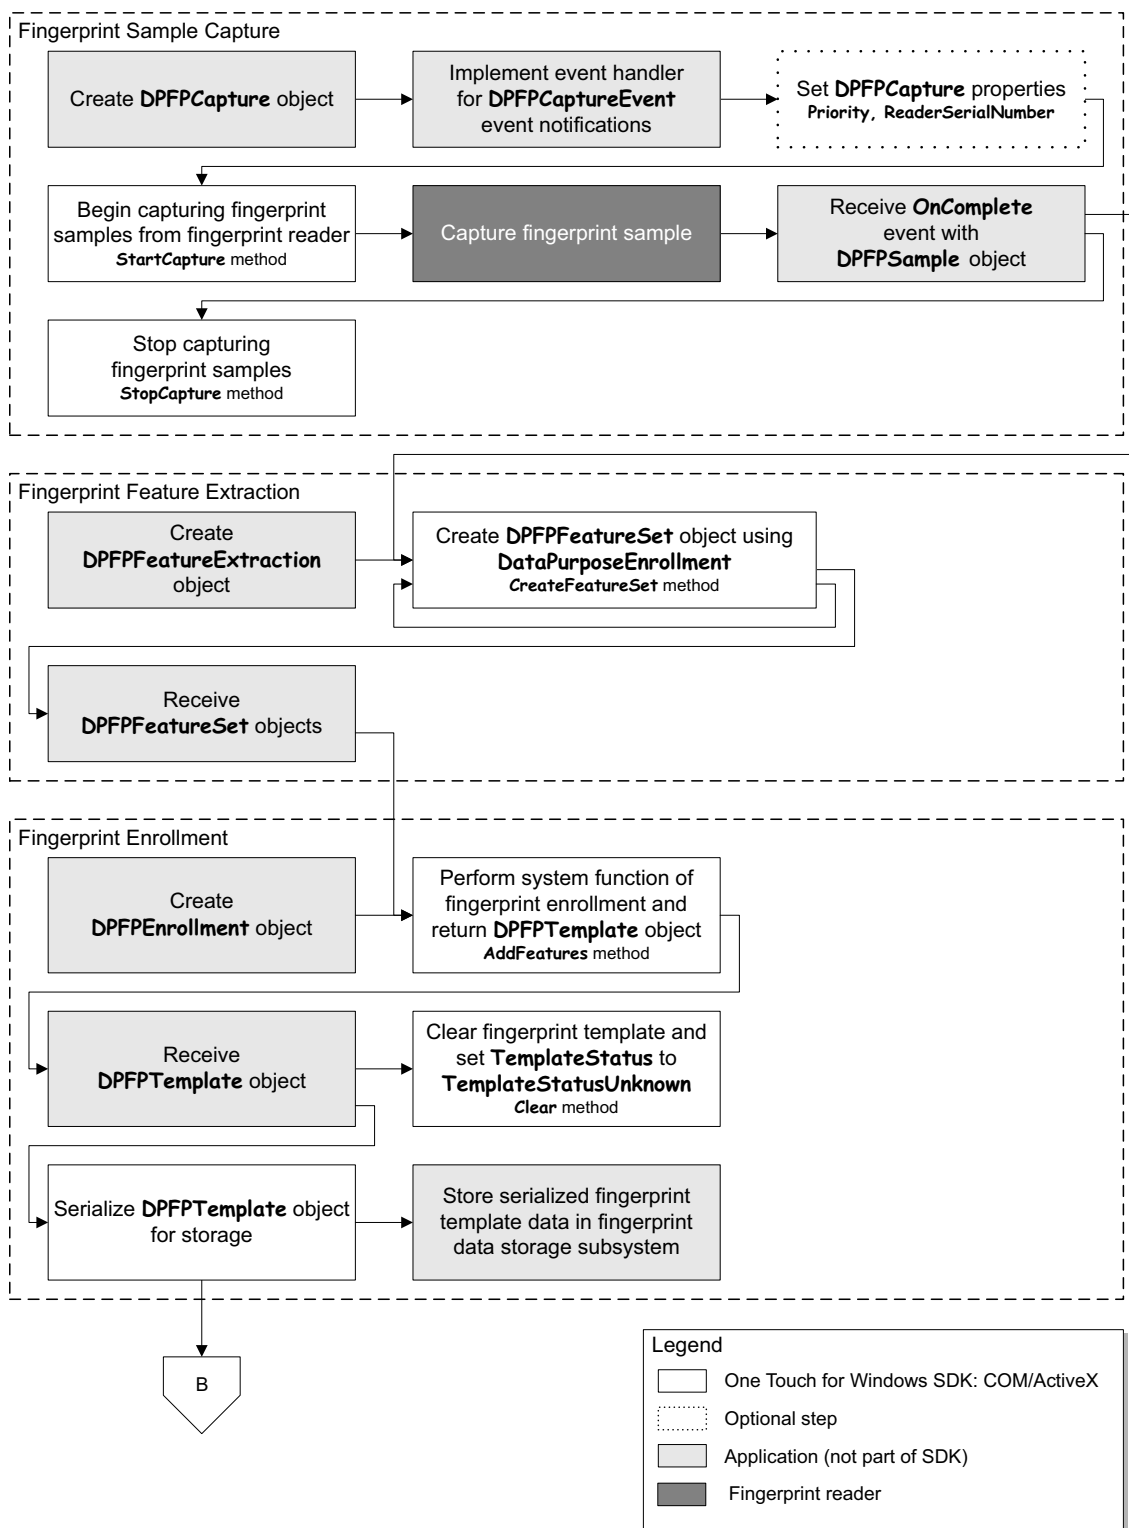 Fingerprint Sample Capture
Create DPFPCapture object
Implement event handler
for DPFPCaptureEvent
event notifications
Set DPFPCapture properties
Priority, ReaderSerialNumber
Begin capturing fingerprint
samples from fingerprint reader
StartCapture method
Capture fingerprint sample
Receive OnComplete
event with
DPFPSample object
Stop capturing
fingerprint samples
StopCapture method
Fingerprint Feature Extraction
Create
DPFPFeatureExtraction
object
Create DPFPFeatureSet object using
DataPurposeEnrollment
CreateFeatureSet method
Receive
DPFPFeatureSet objects
Fingerprint Enrollment
Create
DPFPEnrollment object
Perform system function of
fingerprint enrollment and
return DPFPTemplate object
AddFeatures method
Receive
DPFPTemplate object
Clear fingerprint template and
set TemplateStatus to
TemplateStatusUnknown
Clear method
Serialize DPFPTemplate object
for storage
Store serialized fingerprint
template data in fingerprint
data storage subsystem
B
Legend
One Touch for Windows SDK: COM/ActiveX
Optional step
Application (not part of SDK)
Fingerprint reader